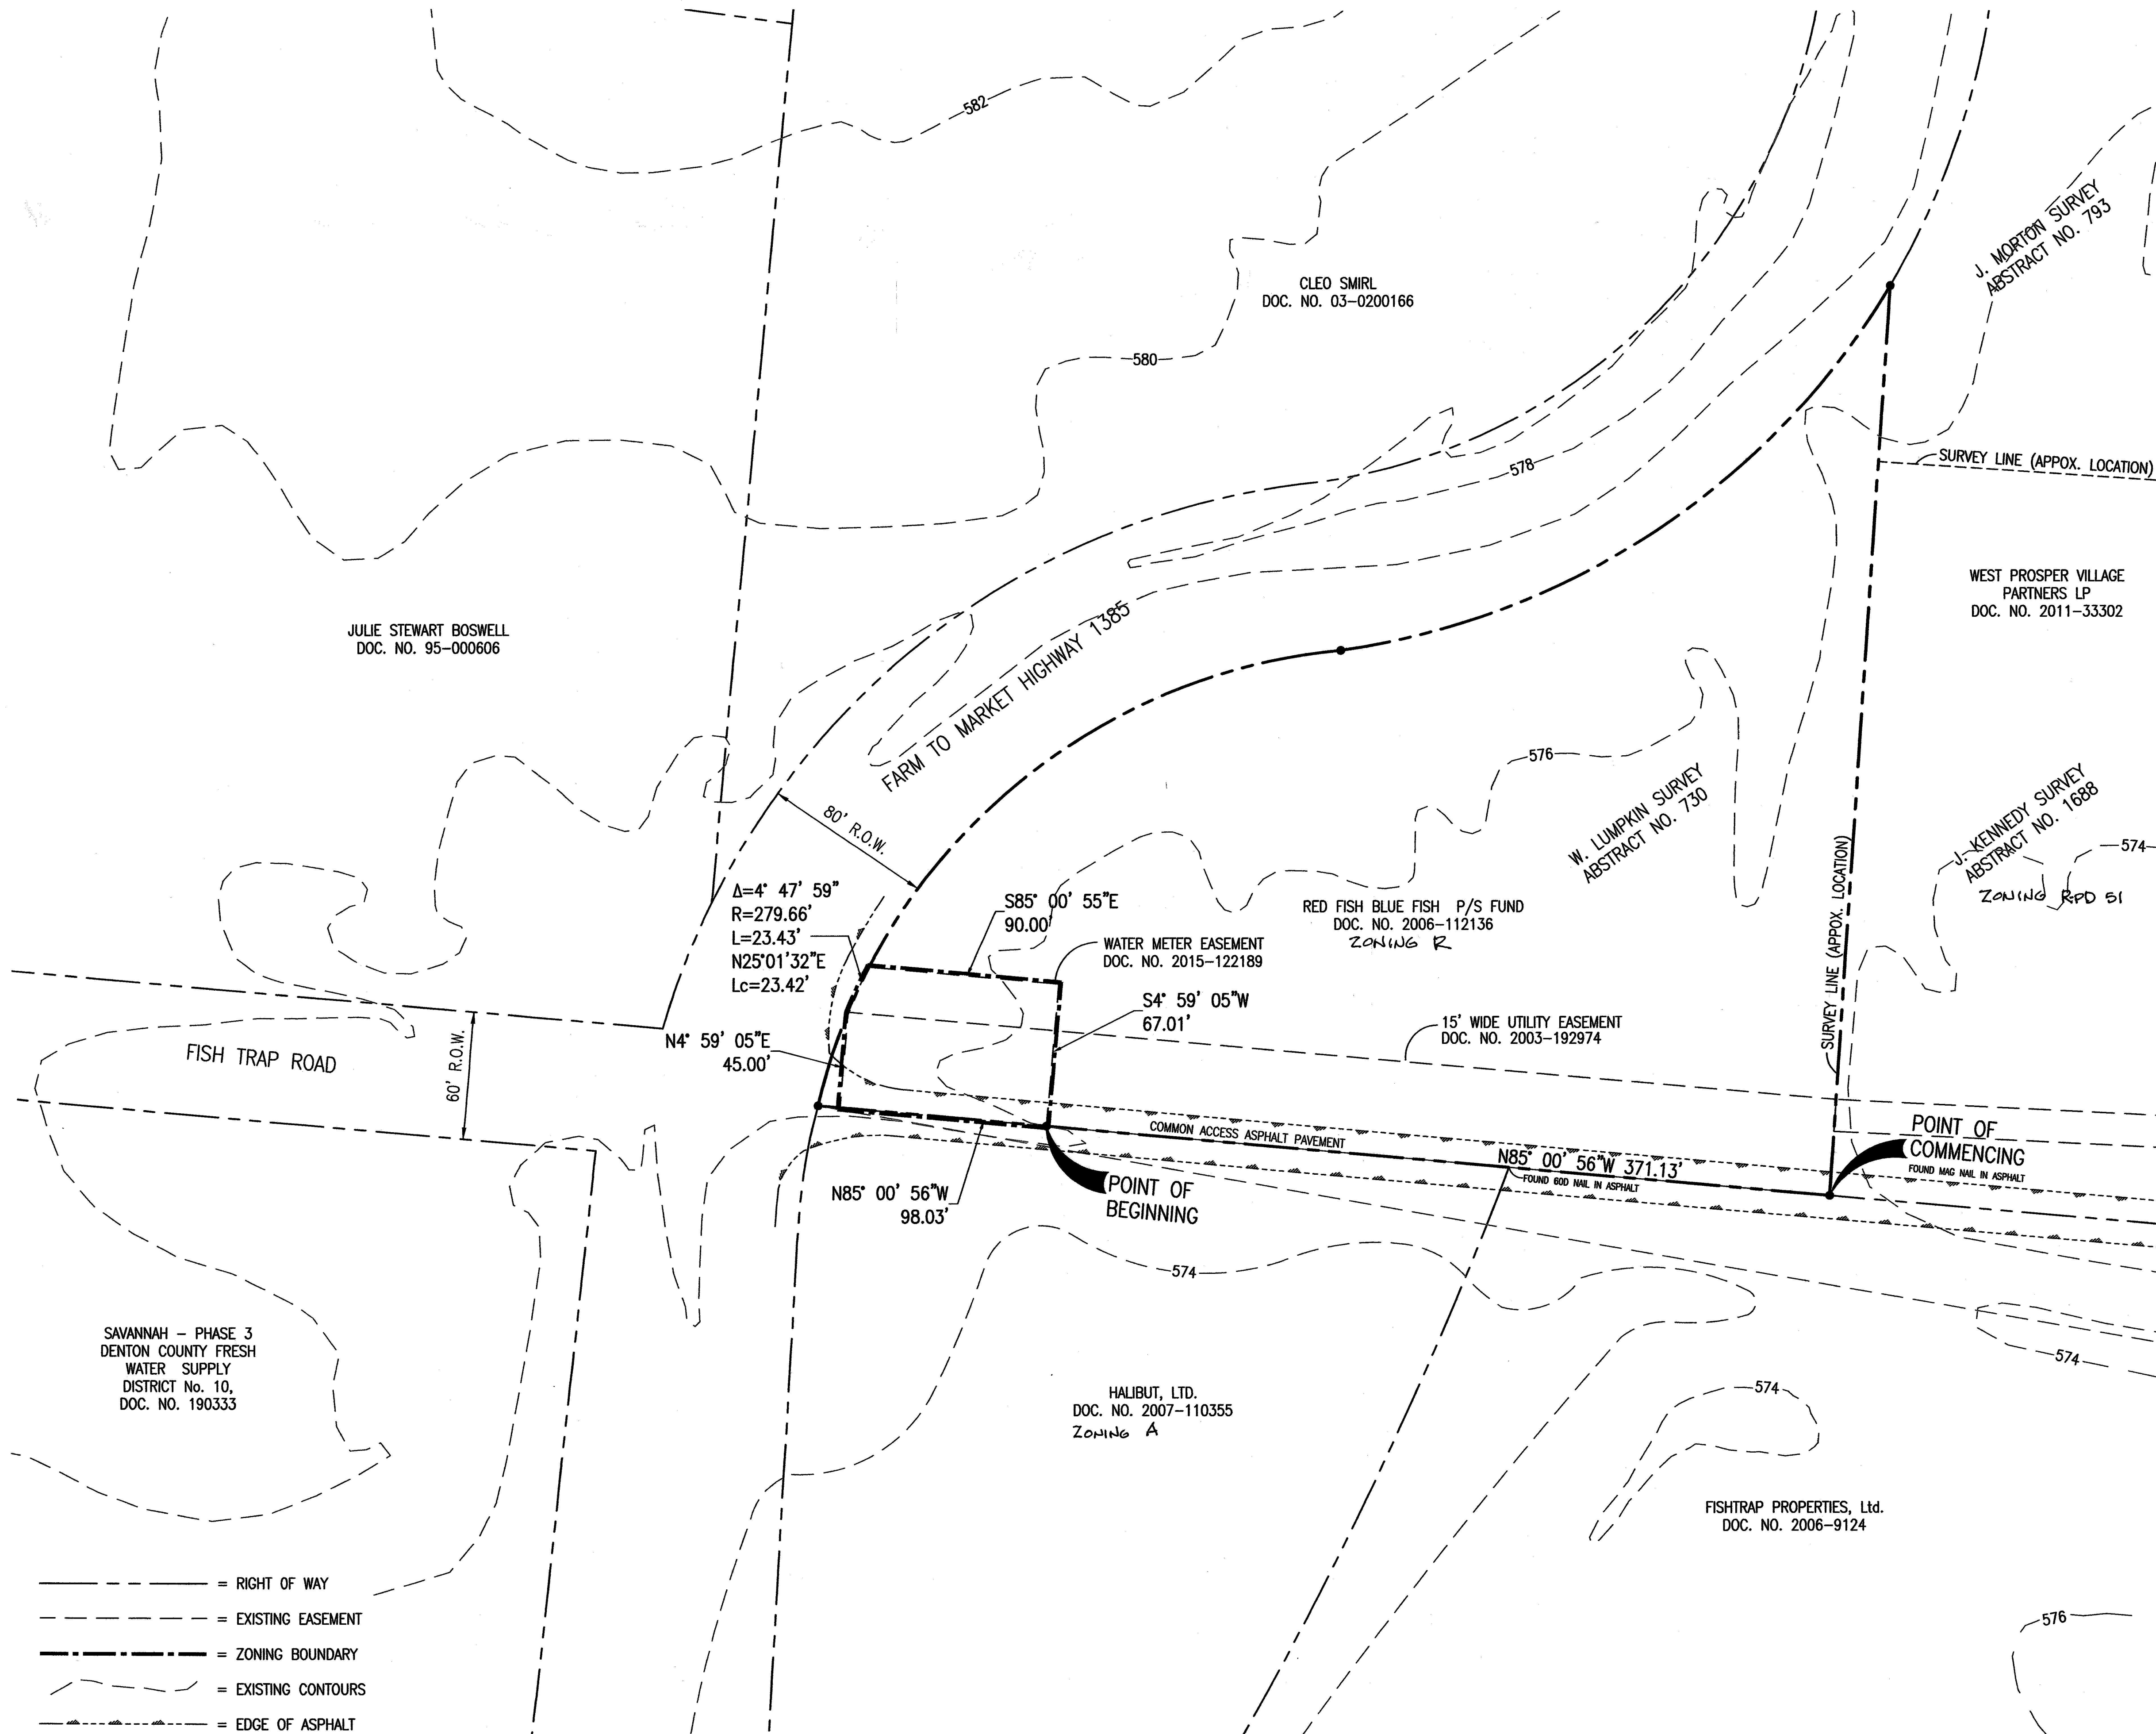 582
J. MORTON SURVEY
ABSTRACT NO. 793
CLEO SMIRL
DOC. NO. 03-0200166
580
578
SURVEY LINE (APPOX. LOCATION)
WEST PROSPER VILLAGE
PARTNERS LP
DOC. NO. 2011-33302
JULIE STEWART BOSWELL
DOC. NO. 95-000606
FARM TO MARKET HIGHWAY 1385
80' R.O.W.
576
W. LUMPKIN SURVEY
ABSTRACT NO. 730
J. KENNEDY SURVEY
ABSTRACT NO. 1688
574
ZONING RPD 51
SURVEY LINE (APPOX. LOCATION)
Δ=4° 47' 59"
R=279.66'
L=23.43'
N25°01'32"E
Lc=23.42'
S85° 00' 55"E
90.00'
RED FISH BLUE FISH P/S FUND
DOC. NO. 2006-112136
ZONING R
WATER METER EASEMENT
DOC. NO. 2015-122189
S4° 59' 05"W
67.01'
15' WIDE UTILITY EASEMENT
DOC. NO. 2003-192974
N4° 59' 05"E
45.00'
FISH TRAP ROAD
60' R.O.W.
COMMON ACCESS ASPHALT PAVEMENT
N85° 00' 56"W 371.13'
FOUND 60D NAIL IN ASPHALT
POINT OF
COMMENCING
FOUND MAG NAIL IN ASPHALT
N85° 00' 56"W
98.03'
POINT OF
BEGINNING
574
SAVANNAH - PHASE 3
DENTON COUNTY FRESH
WATER SUPPLY
DISTRICT No. 10,
DOC. NO. 190333
HALIBUT, LTD.
DOC. NO. 2007-110355
ZONING A
574
574
FISHTRAP PROPERTIES, Ltd.
DOC. NO. 2006-9124
576
= RIGHT OF WAY
= EXISTING EASEMENT
= ZONING BOUNDARY
= EXISTING CONTOURS
= EDGE OF ASPHALT